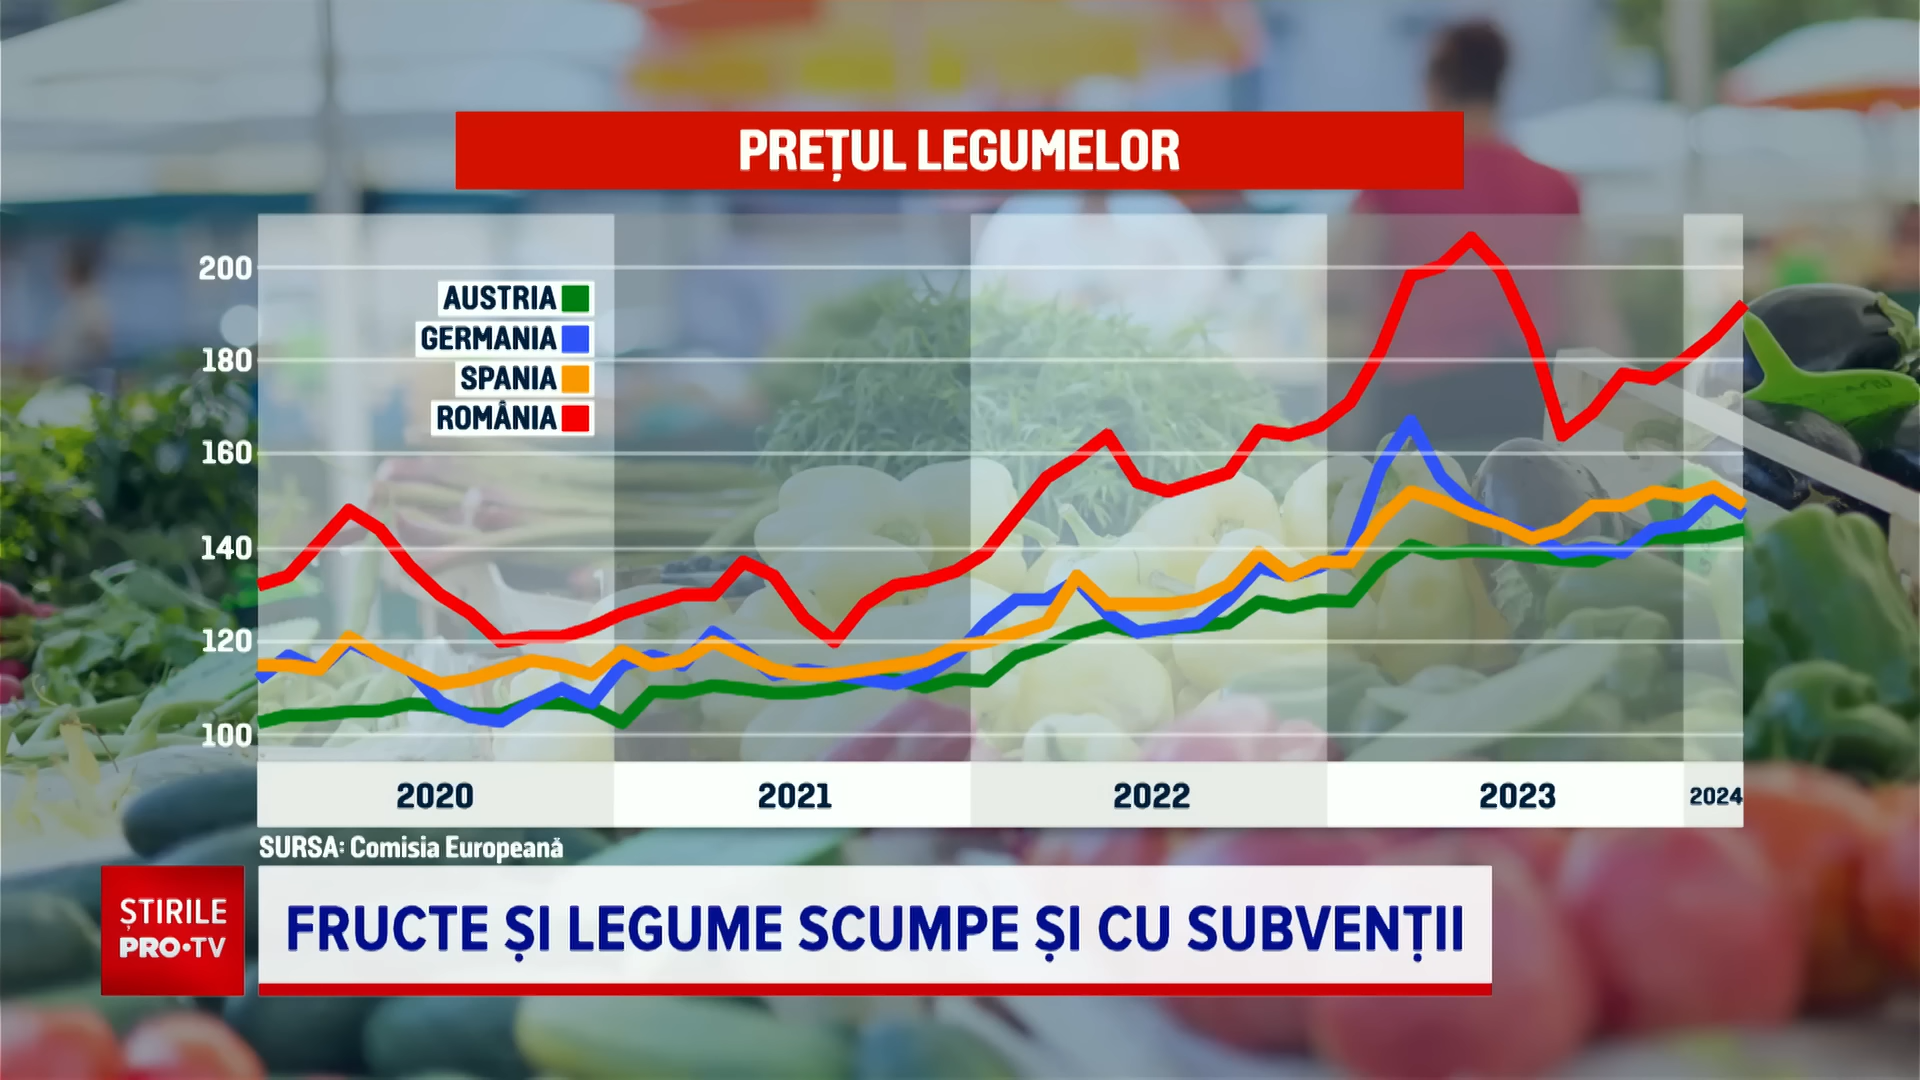 PREȚUL LEGUMELOR
200
180
160
140
120
100
AUSTRIA
GERMANIA
SPANIA
ROMÂNIA
2020 2021 2022 2023 2024
SURSA: Comisia Europeană
ȘTIRILE
PRO•TV
FRUCTE ȘI LEGUME SCUMPE ȘI CU SUBVENȚII